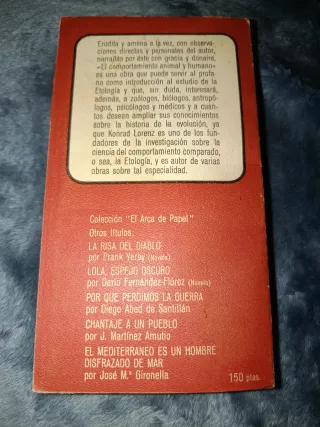 Erudita y amena a la vez, con observa-
ciones directas y personales del autor,
narradas por éste con gracia y donaire,
«El comportamiento animal y humano»
es una obra que puede servir al profa-
no como introducción al estudio de la
Etología y que, sin duda, interesará,
además, a zoólogos, biólogos, antropó-
logos, psicólogos y médicos y a cuan-
tos desean ampliar sus conocimientos
sobre la historia de la evolución, ya
que Konrad Lorenz es uno de los fun-
dadores de la investigación sobre la
ciencia del comportamiento comparado,
o sea, la Etología, y es autor de varias
obras sobre tal especialidad.
Colección "El Arca de Papel"
Otros títulos:
LA RISA DEL DIABLO
por Frank Yerby (Novela)
LOLA, ESPEJO OSCURO
por Darío Fernández-Flórez (Novela)
POR QUE PERDIMOS LA GUERRA
por Diego Abad de Santillán
CHANTAJE A UN PUEBLO
por J. Martínez Amutio
EL MEDITERRANEO ES UN HOMBRE
DISFRAZADO DE MAR
por José M.ª Gironella
150 ptas.